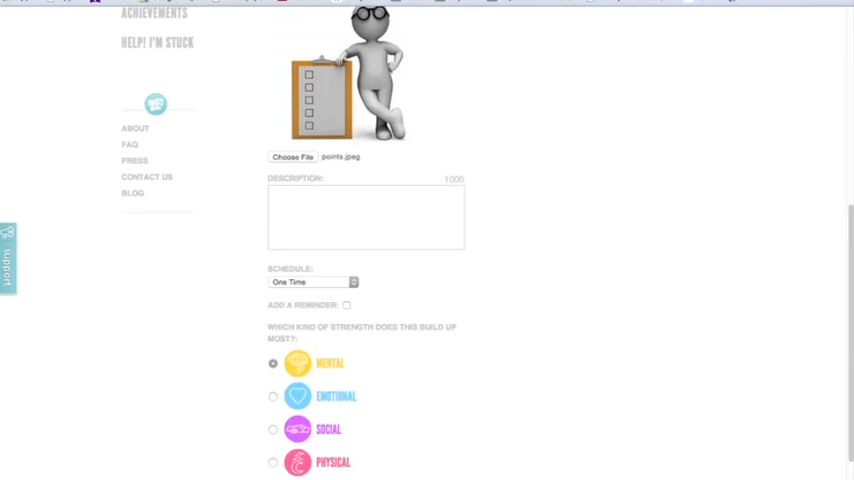 ACHIEVEMENTS
HELP! I'M STUCK
ABOUT
FAQ
PRESS
CONTACT US
BLOG
support
Choose File points.jpeg
DESCRIPTION: 1000
SCHEDULE:
One Time
ADD A REMINDER:
WHICH KIND OF STRENGTH DOES THIS BUILD UP
MOST?:
MENTAL
EMOTIONAL
SOCIAL
PHYSICAL